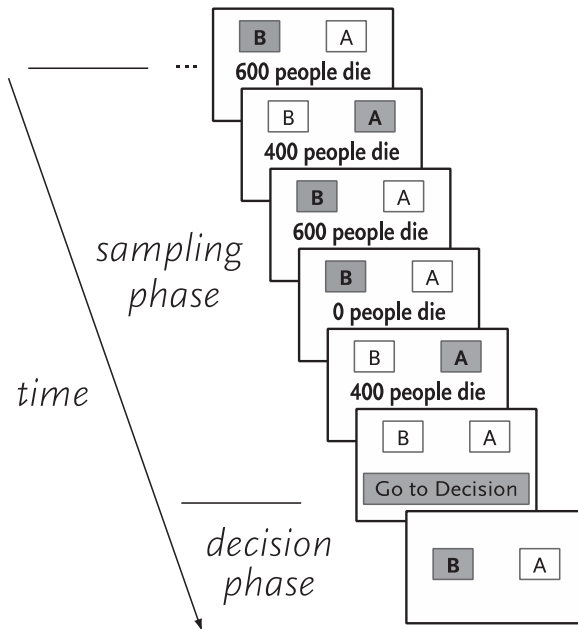 B A
600 people die
B A
400 people die
B A
600 people die
sampling
phase
B A
0 people die
B A
400 people die
time
B A
Go to Decision
decision
phase
B A